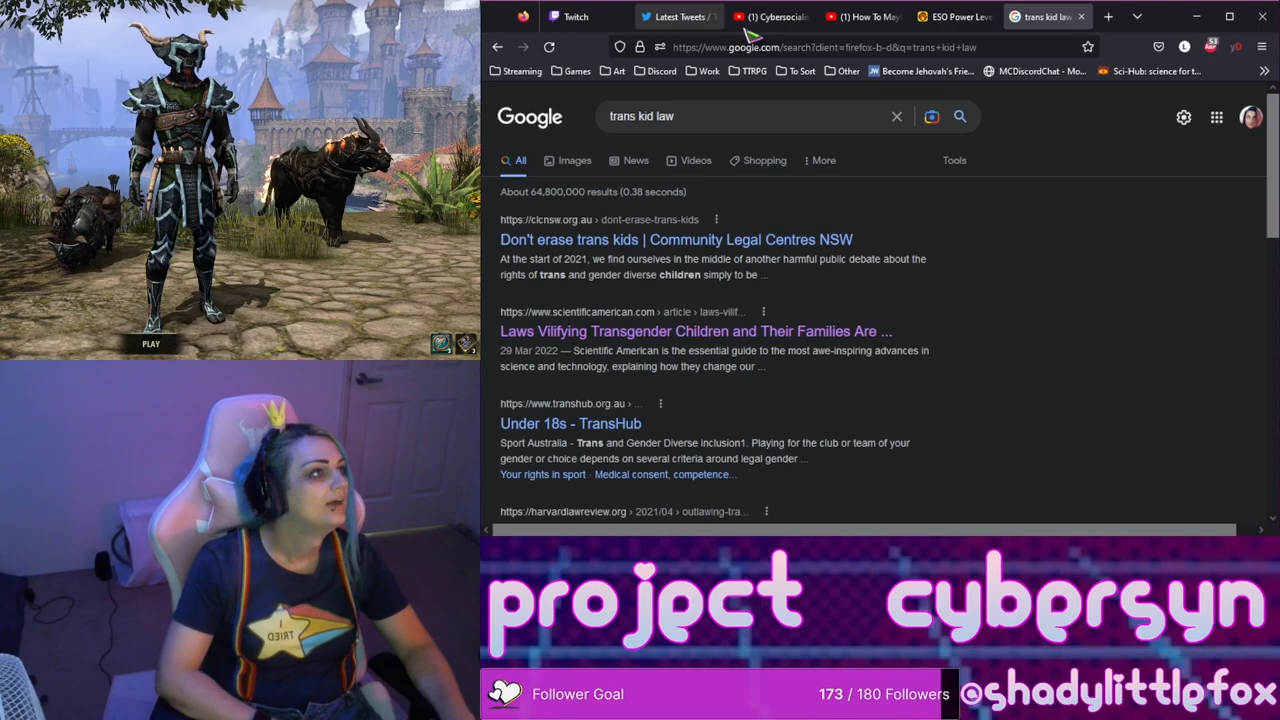 PLAY
Twitch
Latest Tweets / T
(1) Cybersociali
(1) How To May
ESO Power Leve
trans kid law
https://www.google.com/search?client=firefox-b-d&q=trans+kid+law
53
Streaming
Games
Art
Discord
Work
TTRPG
To Sort
Other
Become Jehovah's Frie...
MCDiscordChat - Mo...
Sci-Hub: science for t...
Google
trans kid law
All
Images
News
Videos
Shopping
More
Tools
About 64,800,000 results (0.38 seconds)
https://clcnsw.org.au › dont-erase-trans-kids
Don't erase trans kids | Community Legal Centres NSW
At the start of 2021, we find ourselves in the middle of another harmful public debate about the
rights of trans and gender diverse children simply to be ...
https://www.scientificamerican.com › article › laws-vilif...
Laws Vilifying Transgender Children and Their Families Are ...
29 Mar 2022 — Scientific American is the essential guide to the most awe-inspiring advances in
science and technology, explaining how they change our ...
https://www.transhub.org.au › ...
Under 18s - TransHub
Sport Australia - Trans and Gender Diverse inclusion1. Playing for the club or team of your
gender or choice depends on several criteria around legal gender ...
Your rights in sport · Medical consent, competence...
https://harvardlawreview.org › 2021/04 › outlawing-tra...
I
TRIED
project cybersyn
Follower Goal
173 / 180 Followers
@shadylittlefox